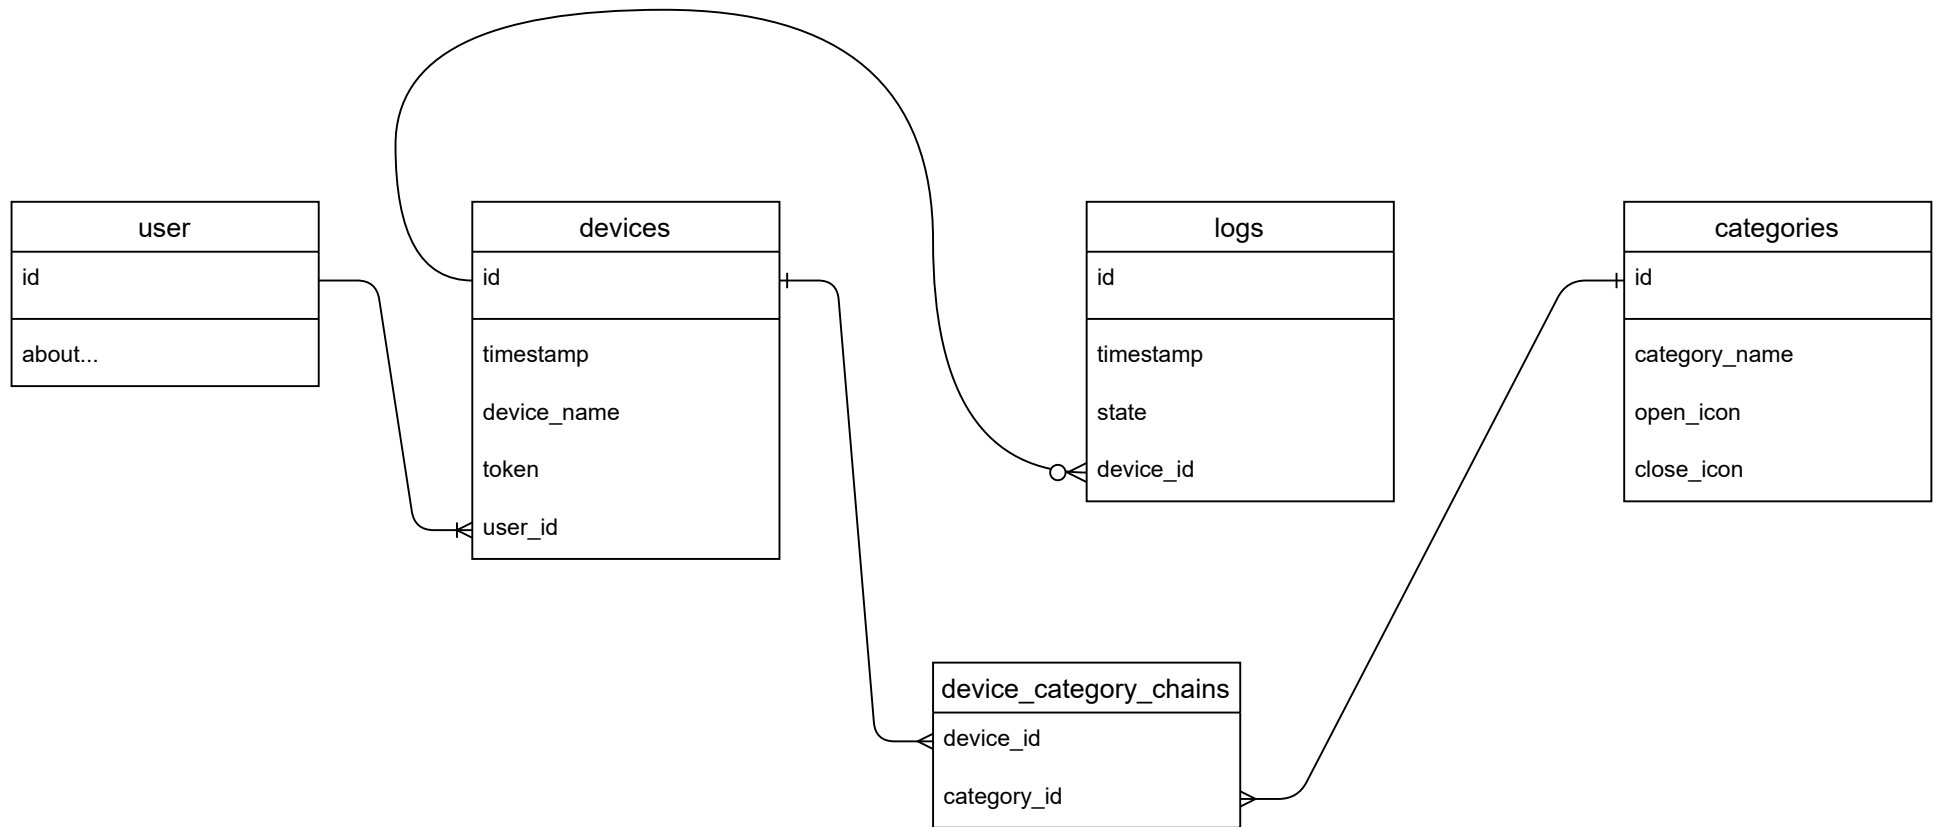 user
id
about...
devices
id
timestamp
device_name
token
user_id
logs
id
timestamp
state
device_id
categories
id
category_name
open_icon
close_icon
device_category_chains
device_id
category_id